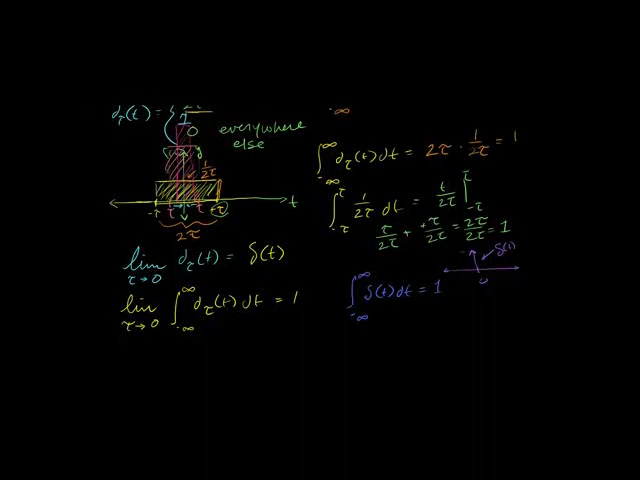 d_τ(t) = { 1/2τ
0 everywhere else
1/2τ
-τ τ τ τ t
2τ
lim τ→0 d_τ(t) = δ(t)
lim τ→0 ∫_{-∞}^{∞} d_τ(t) dt = 1
-∞
∫_{-∞}^{∞} d_τ(t) dt = 2τ · 1/2τ = 1
∫_{-τ}^{τ} 1/2τ dt = t/2τ |_{-τ}^{τ}
τ/2τ + +τ/2τ = 2τ/2τ = 1
δ(t)
0
∫_{-∞}^{∞} δ(t) dt = 1